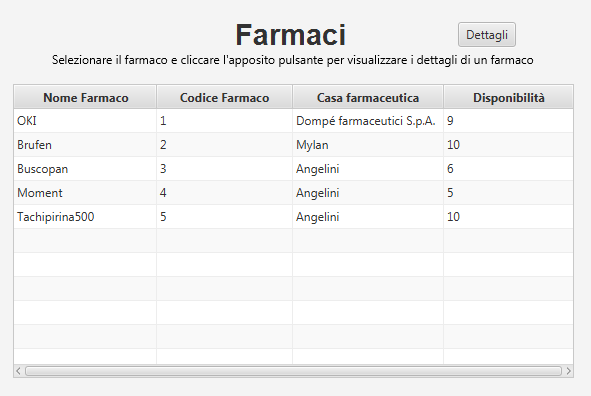 Farmaci
Dettagli
Selezionare il farmaco e cliccare l'apposito pulsante per visualizzare i dettagli di un farmaco
Nome Farmaco Codice Farmaco Casa farmaceutica Disponibilità
OKI 1 Dompé farmaceutici S.p.A. 9
Brufen 2 Mylan 10
Buscopan 3 Angelini 6
Moment 4 Angelini 5
Tachipirina500 5 Angelini 10